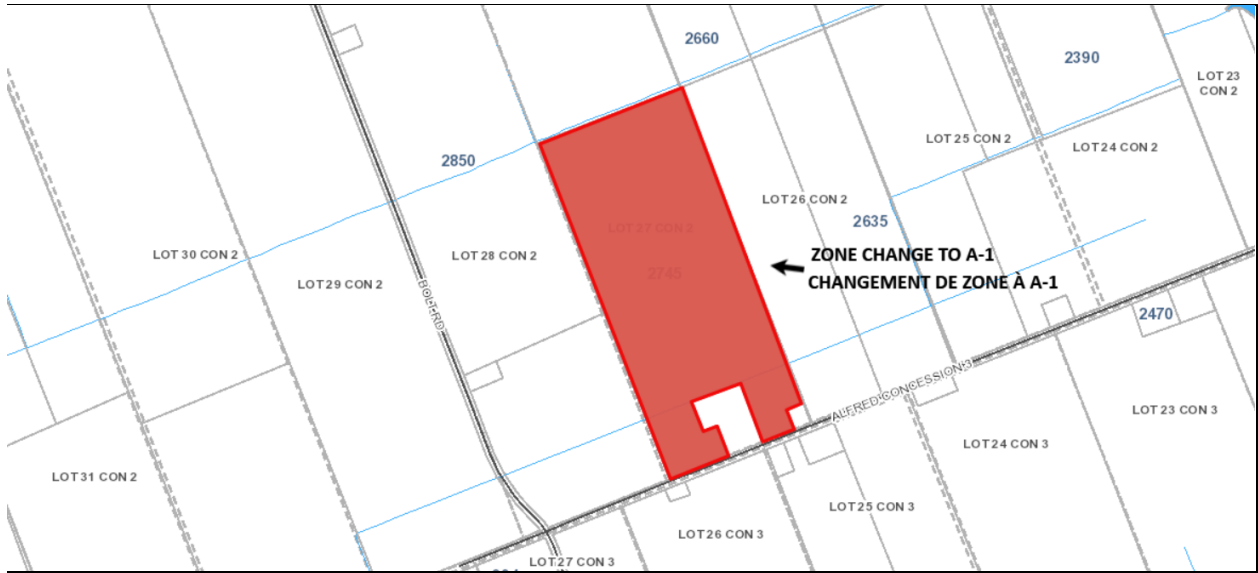 2660
2390
LOT 23
CON 2
LOT 25 CON 2
LOT 24 CON 2
2850
LOT 26 CON 2
2635
LOT 27 CON 2
LOT 30 CON 2
LOT 28 CON 2
ZONE CHANGE TO A-1
CHANGEMENT DE ZONE À A-1
2745
LOT 29 CON 2
BOLT RD
2470
ALFRED CONCESSION 3
LOT 23 CON 3
LOT 24 CON 3
LOT 31 CON 2
LOT 25 CON 3
LOT 26 CON 3
LOT 27 CON 3